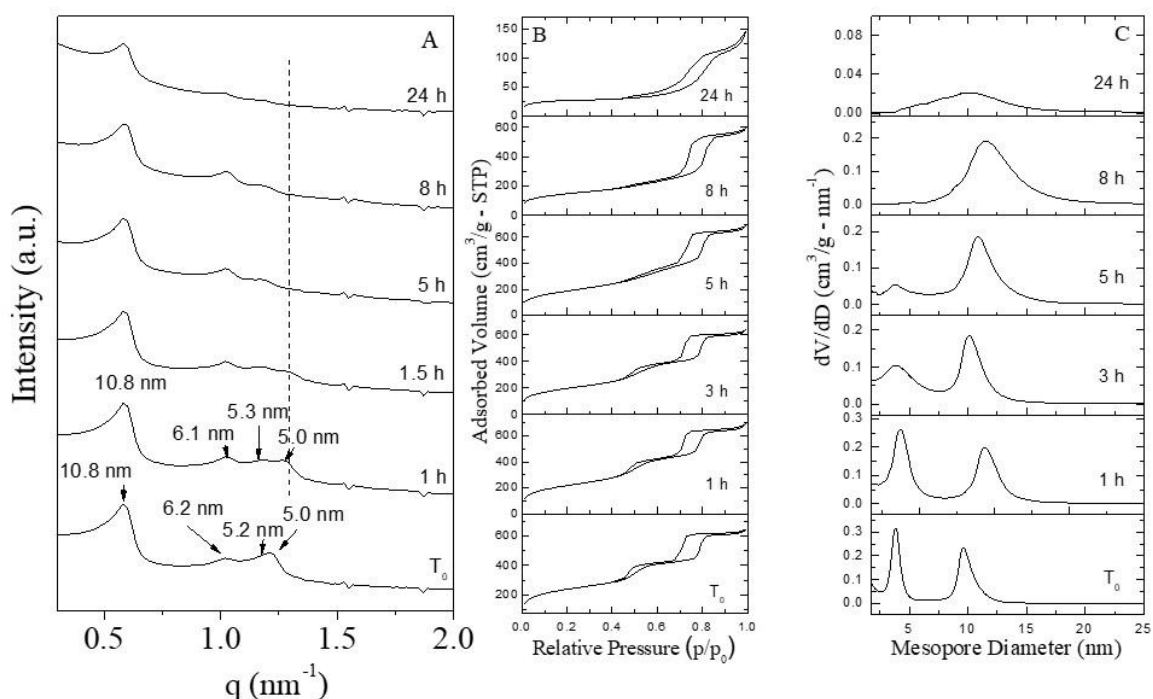 A
24 h
8 h
5 h
1.5 h
10.8 nm
5.3 nm
6.1 nm
5.0 nm
1 h
10.8 nm
6.2 nm
5.0 nm
5.2 nm
T₀
Intensity (a.u.)
0.5 1.0 1.5 2.0
q (nm⁻¹)
B
150
100
50
0
24 h
600
400
200
0
8 h
600
400
200
0
5 h
600
400
200
0
3 h
600
400
200
0
1 h
600
400
200
T₀
Adsorbed Volume (cm³/g - STP)
0.0 0.2 0.4 0.6 0.8 1.0
Relative Pressure (p/p₀)
C
0.08
0.04
0.00
24 h
0.2
0.1
0.0
8 h
0.2
0.1
0.0
5 h
0.2
0.1
0.0
3 h
0.3
0.2
0.1
0.0
1 h
0.3
0.2
0.1
0.0
T₀
dV/dD (cm³/g - nm⁻¹)
5 10 15 20 25
Mesopore Diameter (nm)